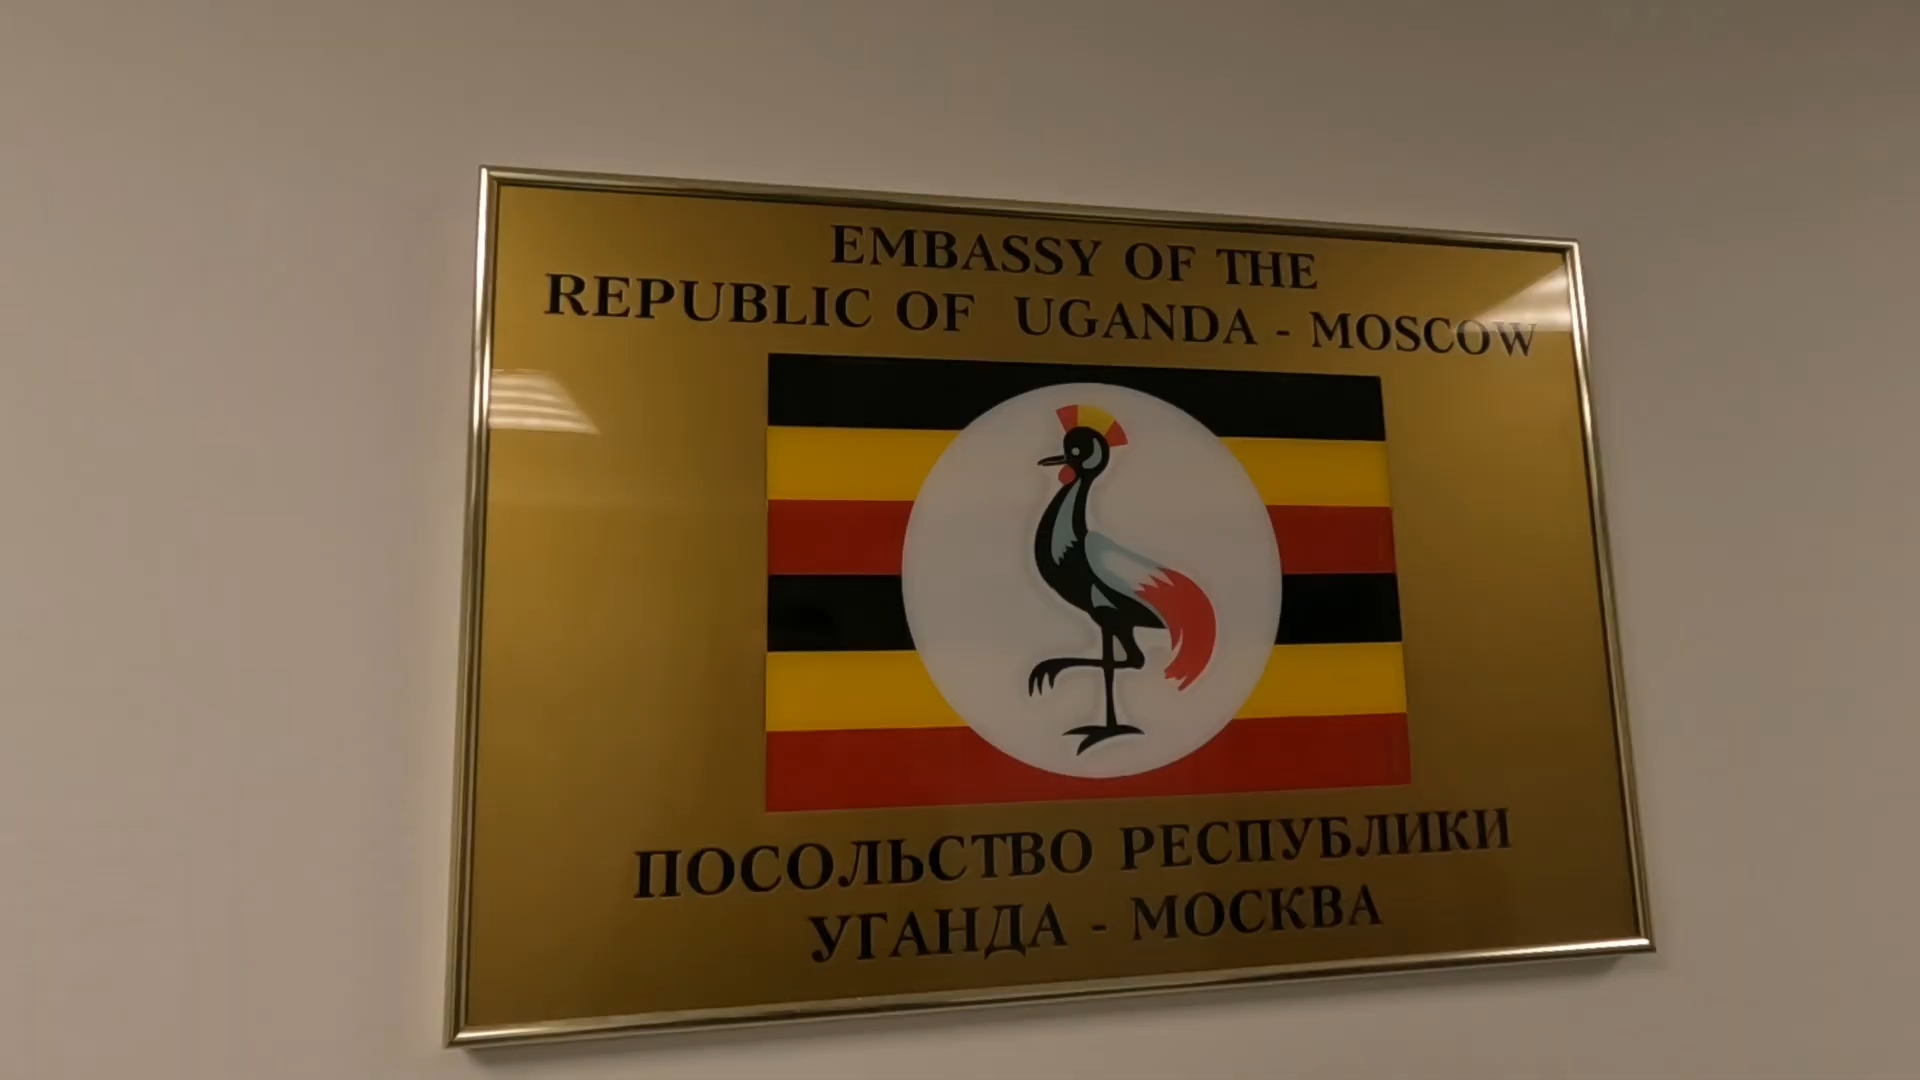 EMBASSY OF THE
REPUBLIC OF UGANDA - MOSCOW
ПОСОЛЬСТВО РЕСПУБЛИКИ
УГАНДА - МОСКВА